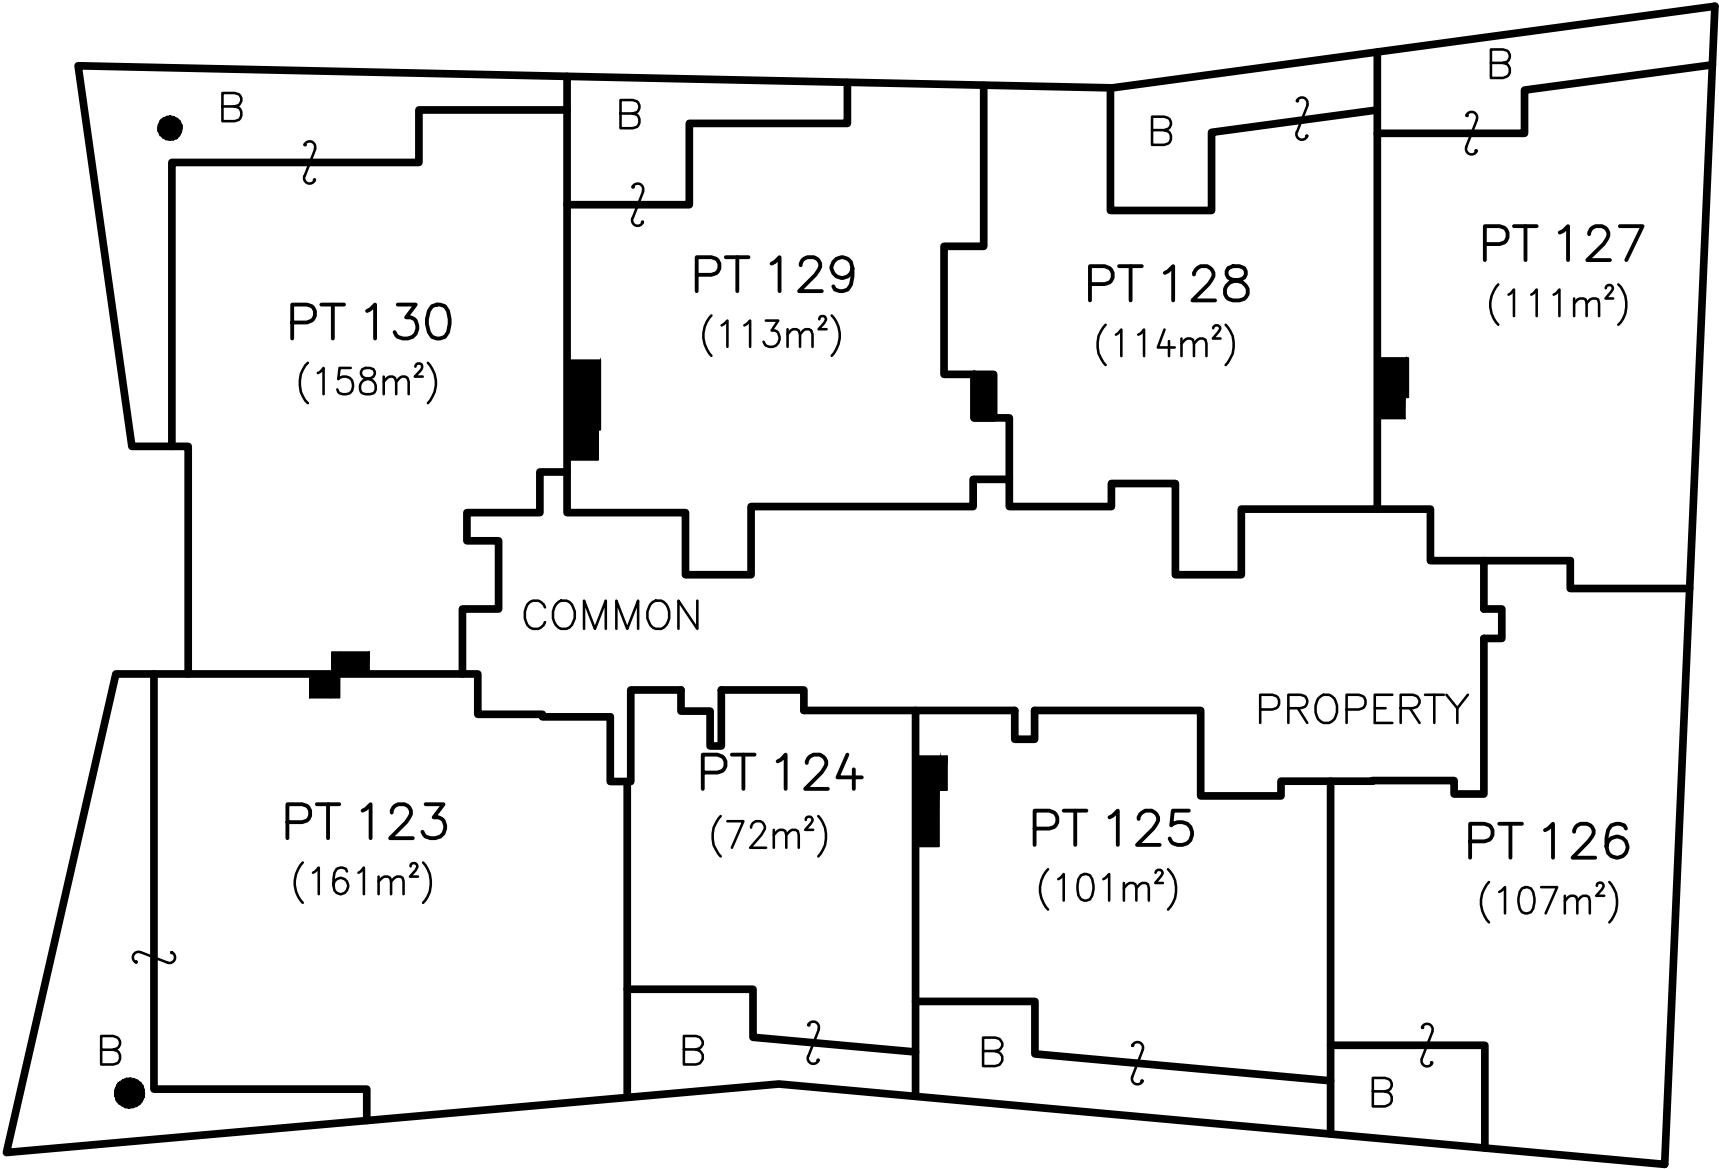 B
B
B
B
PT 130
(158m²)
PT 129
(113m²)
PT 128
(114m²)
PT 127
(111m²)
COMMON
PROPERTY
PT 123
(161m²)
PT 124
(72m²)
PT 125
(101m²)
PT 126
(107m²)
B
B
B
B